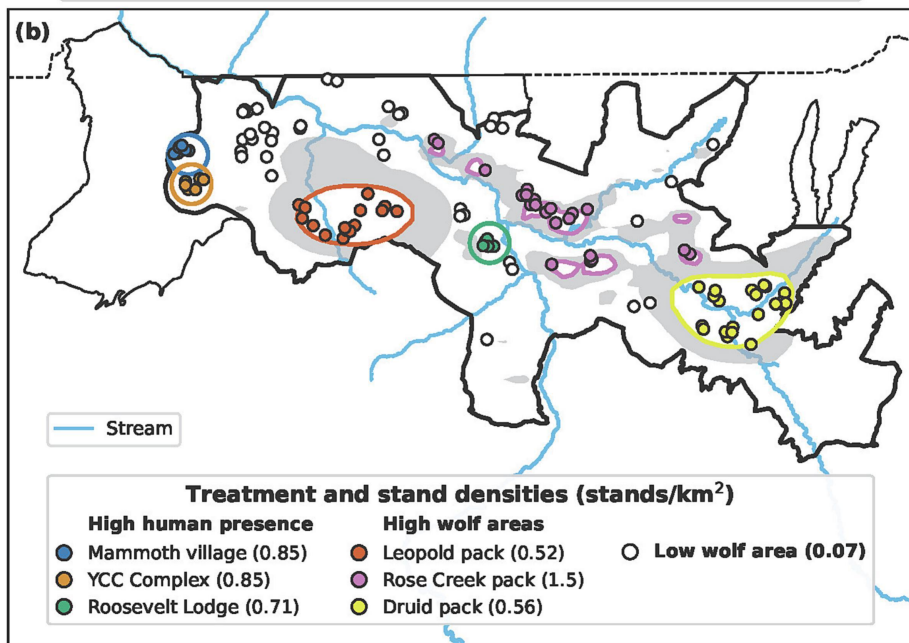 (b)
Stream
Treatment and stand densities (stands/km²)
High human presence
Mammoth village (0.85)
YCC Complex (0.85)
Roosevelt Lodge (0.71)
High wolf areas
Leopold pack (0.52)
Rose Creek pack (1.5)
Druid pack (0.56)
Low wolf area (0.07)